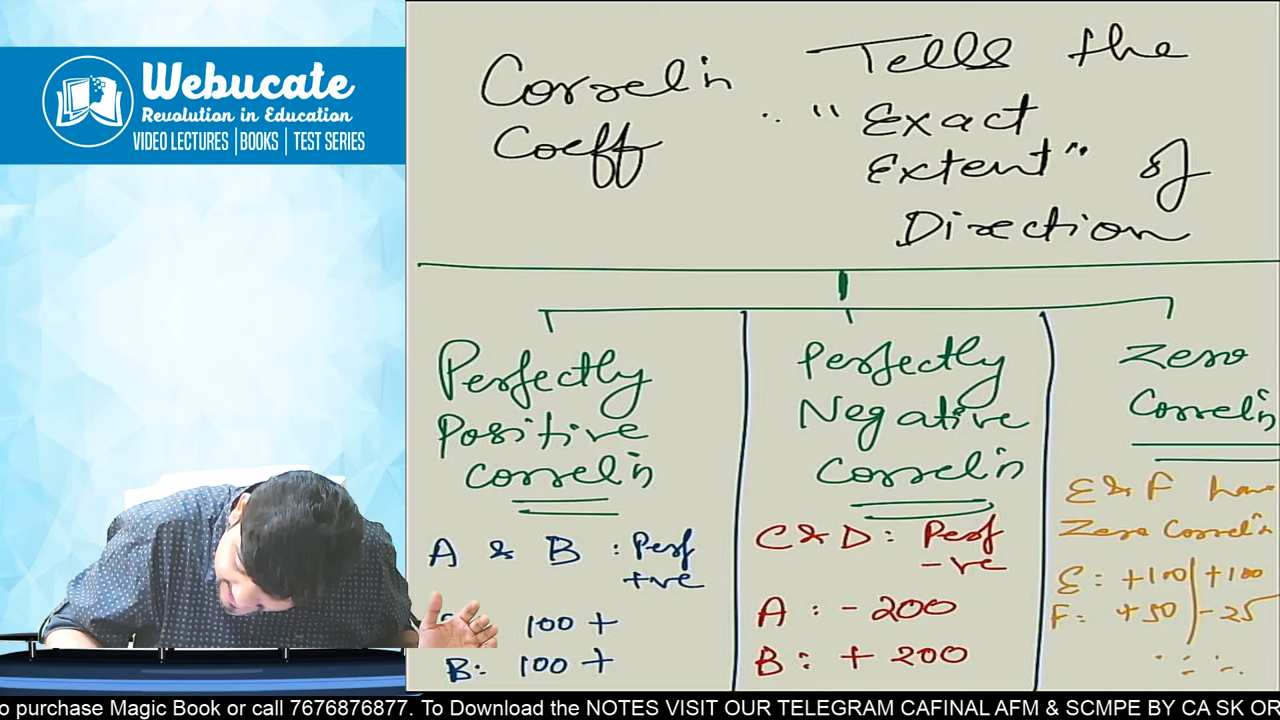 Webucate
Revolution in Education
VIDEO LECTURES | BOOKS | TEST SERIES
Correl'n
Coeff
Tells the
"Exact
Extent" of
Direction
Perfectly
Positive
Correl'n
A & B : Perf
+ve
100 +
B: 100 +
Perfectly
Negative
Correl'n
C & D : Perf
-ve
A : - 200
B : + 200
Zero
Correl'n
E & F have
Zero Correl'n
E : +100 | +100
F : +50 | -25
o purchase Magic Book or call 7676876877. To Download the NOTES VISIT OUR TELEGRAM CAFINAL AFM & SCMPE BY CA SK OR